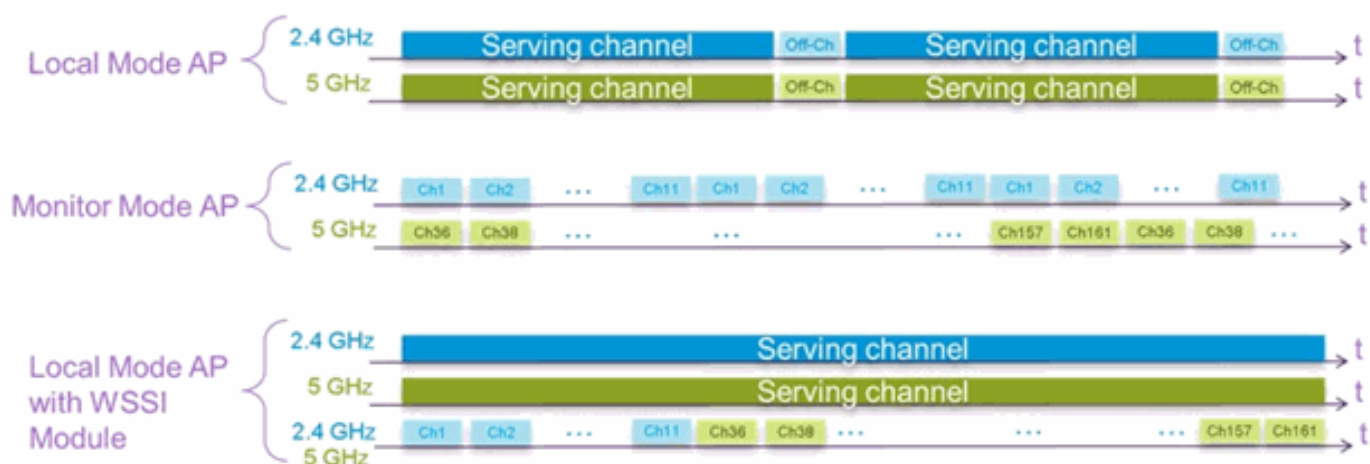 2.4 GHz Serving channel Off-Ch Serving channel Off-Ch t
Local Mode AP
5 GHz Serving channel Off-Ch Serving channel Off-Ch t
2.4 GHz Ch1 Ch2 ... Ch11 Ch1 Ch2 ... Ch11 Ch1 Ch2 ... Ch11 t
Monitor Mode AP
5 GHz Ch36 Ch38 ... ... ... Ch157 Ch161 Ch36 Ch38 ... t
2.4 GHz Serving channel t
Local Mode AP
5 GHz Serving channel t
with WSSI
2.4 GHz Ch1 Ch2 ... Ch11 Ch36 Ch38 ... ... ... Ch157 Ch161 t
Module
5 GHz